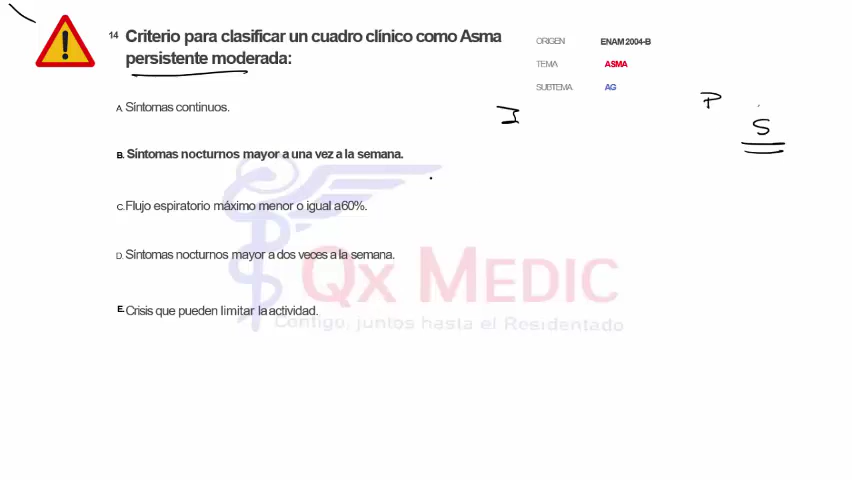 14 Criterio para clasificar un cuadro clínico como Asma
persistente moderada:
ORIGEN ENAM 2004-B
TEMA ASMA
SUBTEMA AG
I P S
A. Síntomas continuos.
B. Síntomas nocturnos mayor a una vez a la semana.
C. Flujo espiratorio máximo menor o igual a 60%.
D. Síntomas nocturnos mayor a dos veces a la semana.
E. Crisis que pueden limitar la actividad.
Qx MEDIC
Contigo, juntos hasta el Residentado